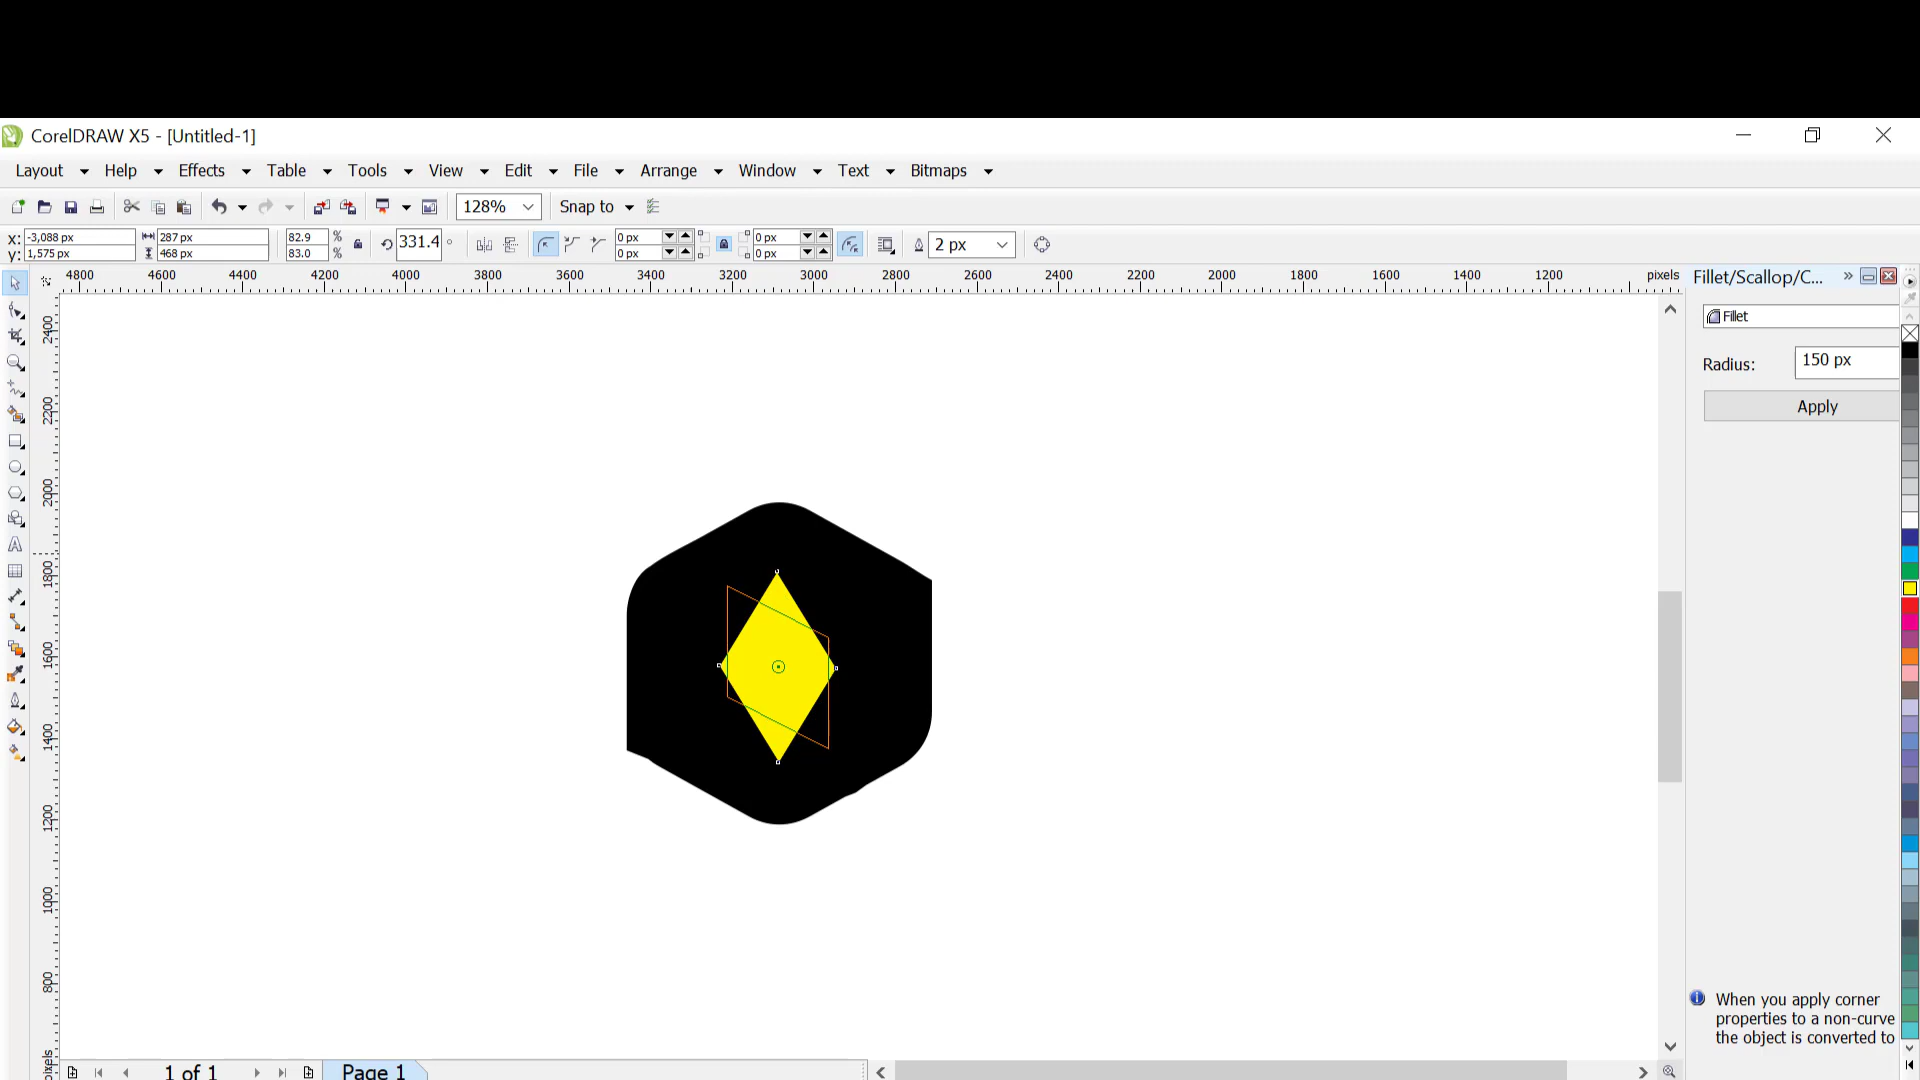 CorelDRAW X5 - [Untitled-1]
Layout Help Effects Table Tools View Edit File Arrange Window Text Bitmaps
128% Snap to
x: -3,088 px 287 px 82.9 % 331.4 ° 0 px 0 px 2 px
y: 1,575 px 468 px 83.0 % 0 px 0 px
4800 4600 4400 4200 4000 3800 3600 3400 3200 3000 2800 2600 2400 2200 2000 1800 1600 1400 1200 pixels
Fillet/Scallop/C...
Fillet
Radius: 150 px
Apply
2400
2200
2000
1800
1600
1400
1200
1000
800
pixels
When you apply corner
properties to a non-curve
the object is converted to
1 of 1 Page 1